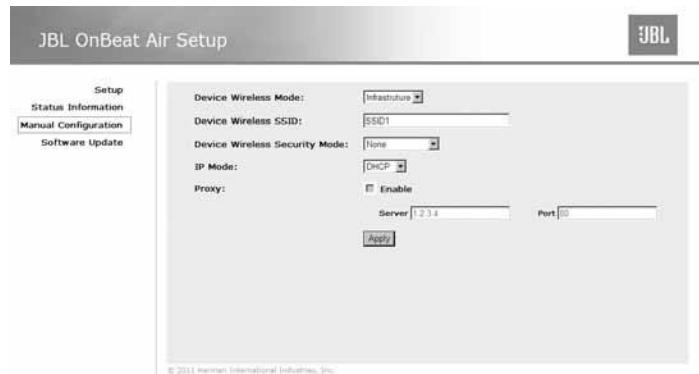 JBL OnBeat Air Setup
JBL
Setup
Status Information
Manual Configuration
Software Update
Device Wireless Mode: Infrastruture
Device Wireless SSID: SSID1
Device Wireless Security Mode: None
IP Mode: DHCP
Proxy: Enable
Server 1.2.3.4 Port 80
Apply
© 2011 Harman International Industries, Inc.